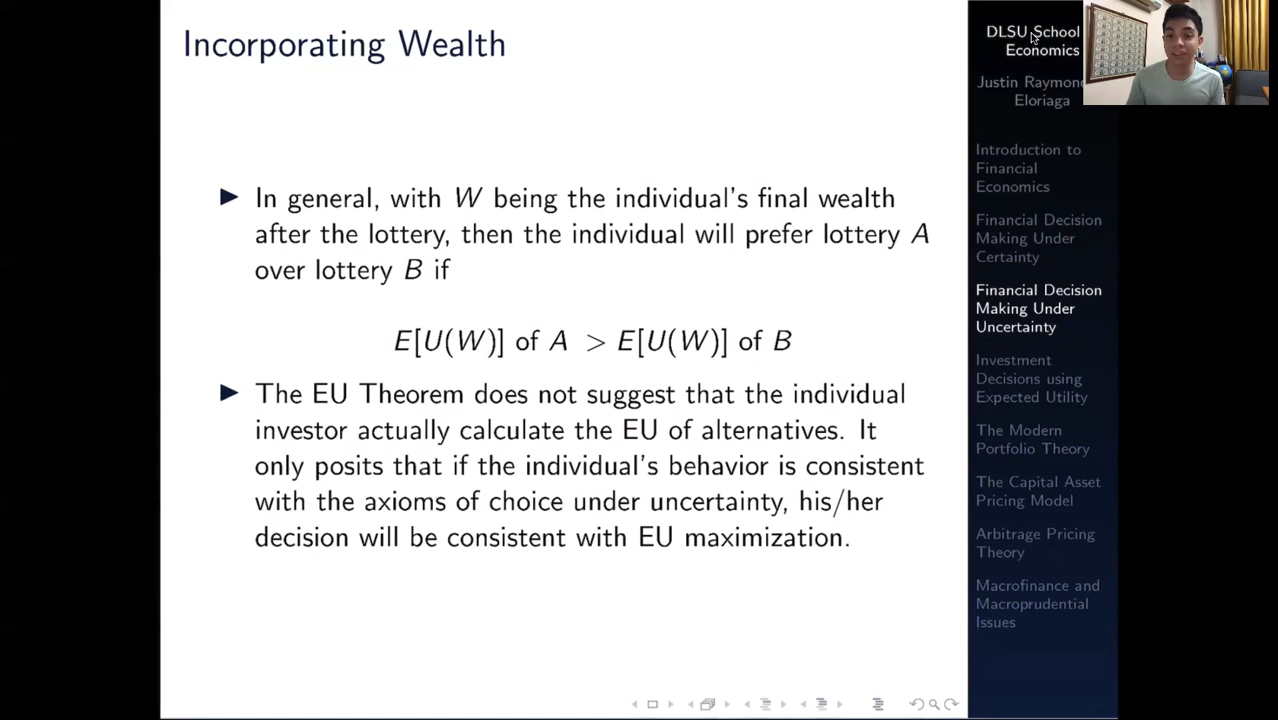 Incorporating Wealth
▶ In general, with W being the individual's final wealth
after the lottery, then the individual will prefer lottery A
over lottery B if
E[U(W)] of A > E[U(W)] of B
▶ The EU Theorem does not suggest that the individual
investor actually calculate the EU of alternatives. It
only posits that if the individual's behavior is consistent
with the axioms of choice under uncertainty, his/her
decision will be consistent with EU maximization.
DLSU School
Economics
Justin Raymond
Eloriaga
Introduction to
Financial
Economics
Financial Decision
Making Under
Certainty
Financial Decision
Making Under
Uncertainty
Investment
Decisions using
Expected Utility
The Modern
Portfolio Theory
The Capital Asset
Pricing Model
Arbitrage Pricing
Theory
Macrofinance and
Macroprudential
Issues